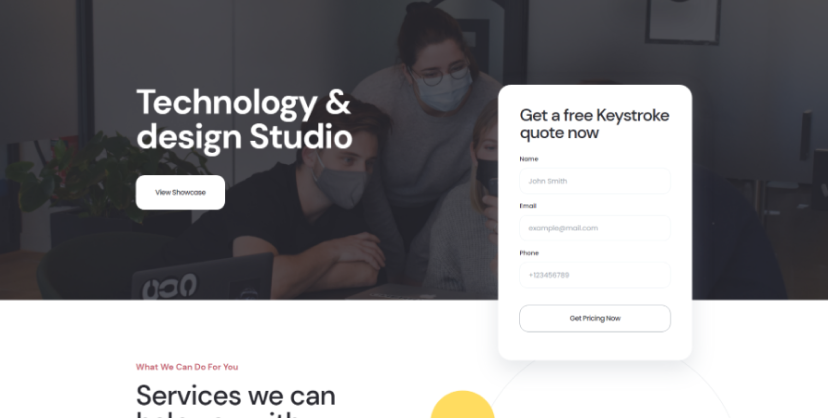 Technology &
design Studio
View Showcase
Get a free Keystroke
quote now
Name
John Smith
Email
example@mail.com
Phone
+123456789
Get Pricing Now
What We Can Do For You
Services we can